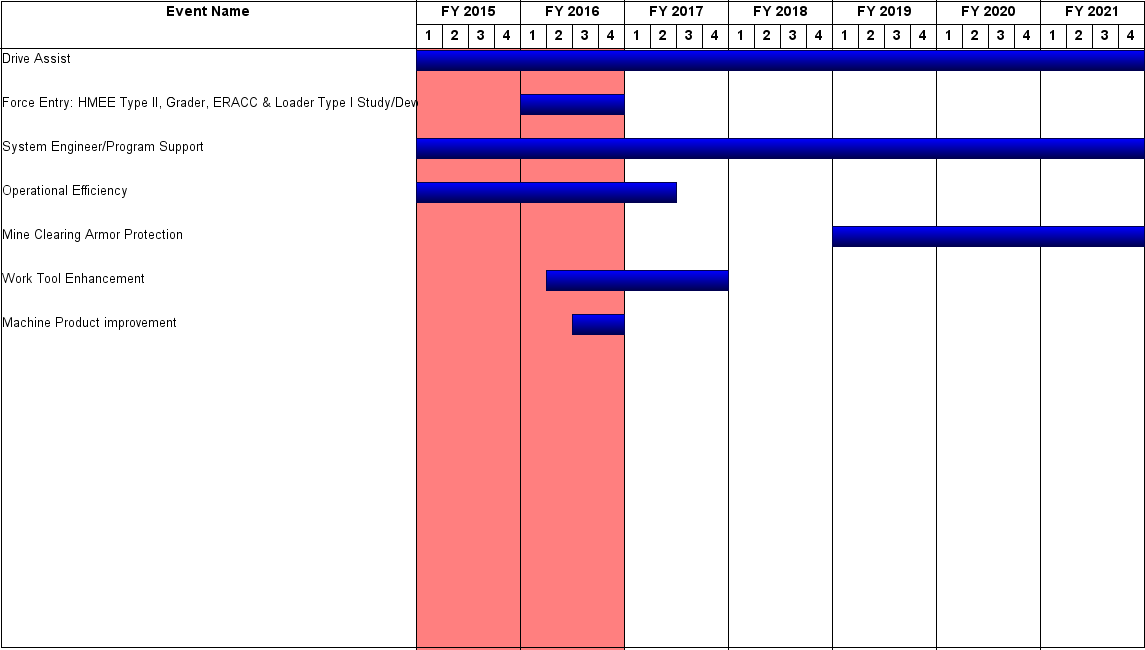 Event Name FY 2015 FY 2016 FY 2017 FY 2018 FY 2019 FY 2020 FY 2021
1 2 3 4 1 2 3 4 1 2 3 4 1 2 3 4 1 2 3 4 1 2 3 4 1 2 3 4
Drive Assist
Force Entry: HMEE Type II, Grader, ERACC & Loader Type I Study/Dev
System Engineer/Program Support
Operational Efficiency
Mine Clearing Armor Protection
Work Tool Enhancement
Machine Product improvement